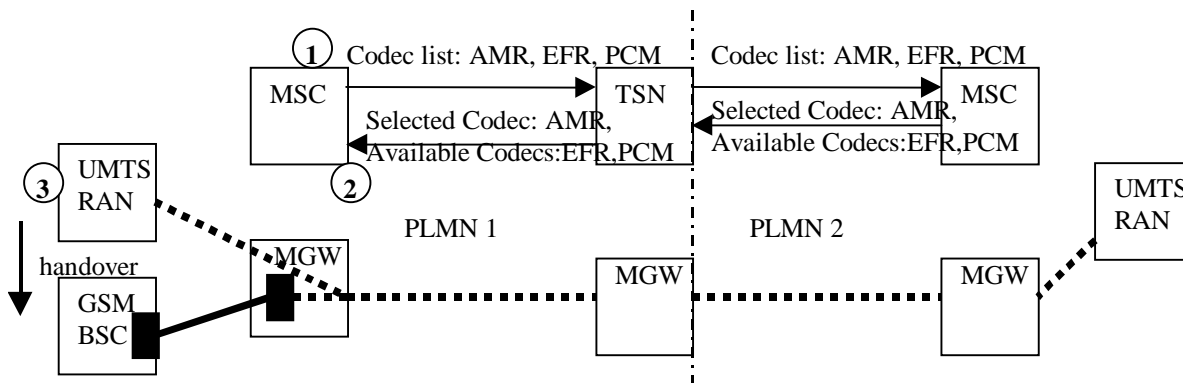 1
Codec list: AMR, EFR, PCM
Codec list: AMR, EFR, PCM
MSC
TSN
MSC
Selected Codec: AMR,
Available Codecs:EFR,PCM
Selected Codec: AMR,
Available Codecs:EFR,PCM
3
UMTS
RAN
2
UMTS
RAN
PLMN 1
PLMN 2
handover
MGW
MGW
MGW
GSM
BSC